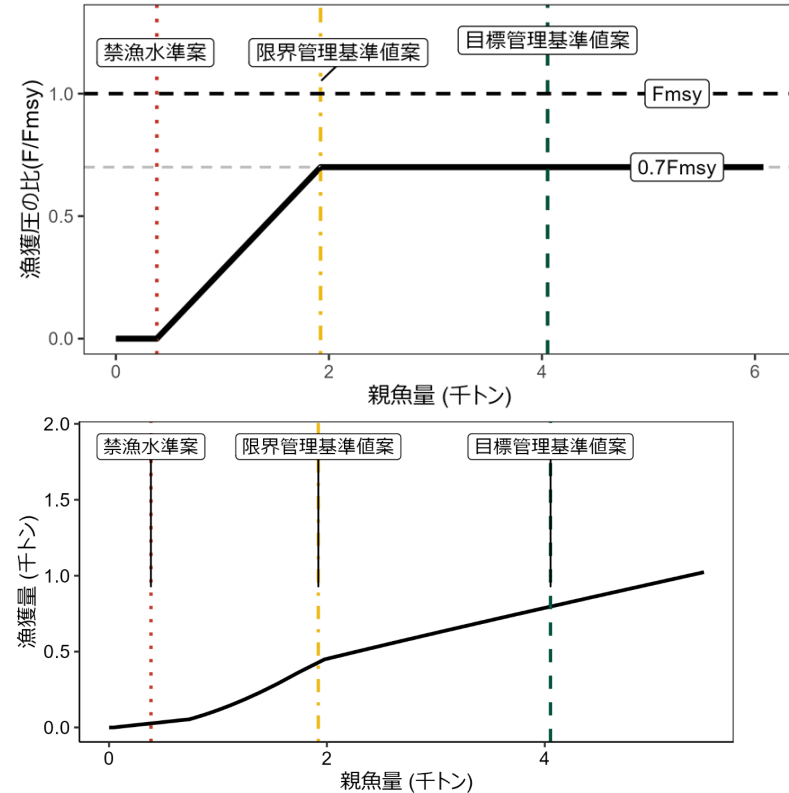 禁漁水準案
限界管理基準値案
目標管理基準値案
漁獲圧の比(F/Fmsy)
1.0
0.5
0.0
Fmsy
0.7Fmsy
0
2
4
6
親魚量 (千トン)
禁漁水準案
限界管理基準値案
目標管理基準値案
漁獲量 (千トン)
2.0
1.5
1.0
0.5
0.0
0
2
4
親魚量 (千トン)